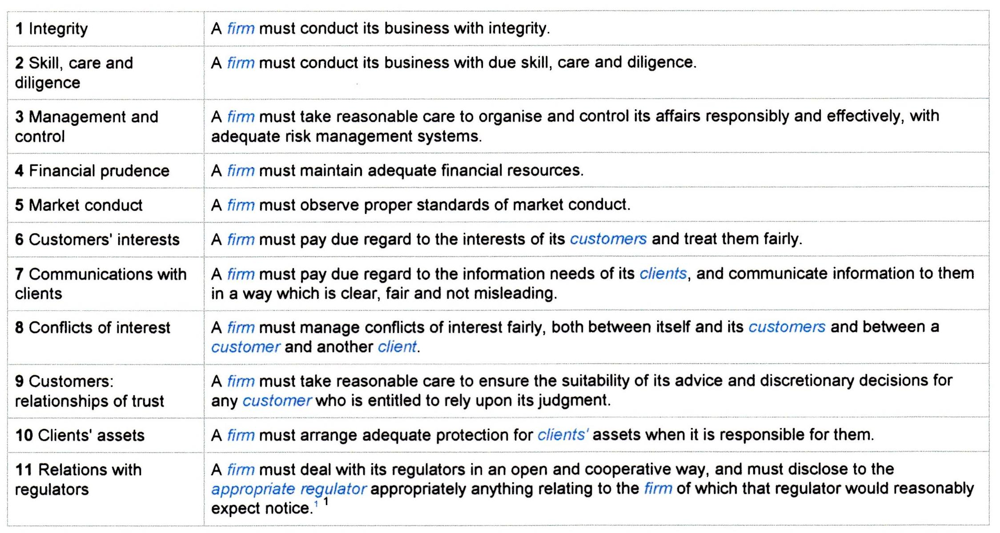 1 Integrity
A firm must conduct its business with integrity.
2 Skill, care and
diligence
A firm must conduct its business with due skill, care and diligence.
3 Management and
control
A firm must take reasonable care to organise and control its affairs responsibly and effectively, with
adequate risk management systems.
4 Financial prudence
A firm must maintain adequate financial resources.
5 Market conduct
A firm must observe proper standards of market conduct.
6 Customers' interests
A firm must pay due regard to the interests of its customers and treat them fairly.
7 Communications with
clients
A firm must pay due regard to the information needs of its clients, and communicate information to them
in a way which is clear, fair and not misleading.
8 Conflicts of interest
A firm must manage conflicts of interest fairly, both between itself and its customers and between a
customer and another client.
9 Customers:
relationships of trust
A firm must take reasonable care to ensure the suitability of its advice and discretionary decisions for
any customer who is entitled to rely upon its judgment.
10 Clients' assets
A firm must arrange adequate protection for clients' assets when it is responsible for them.
11 Relations with
regulators
A firm must deal with its regulators in an open and cooperative way, and must disclose to the
appropriate regulator appropriately anything relating to the firm of which that regulator would reasonably
expect notice.1 1